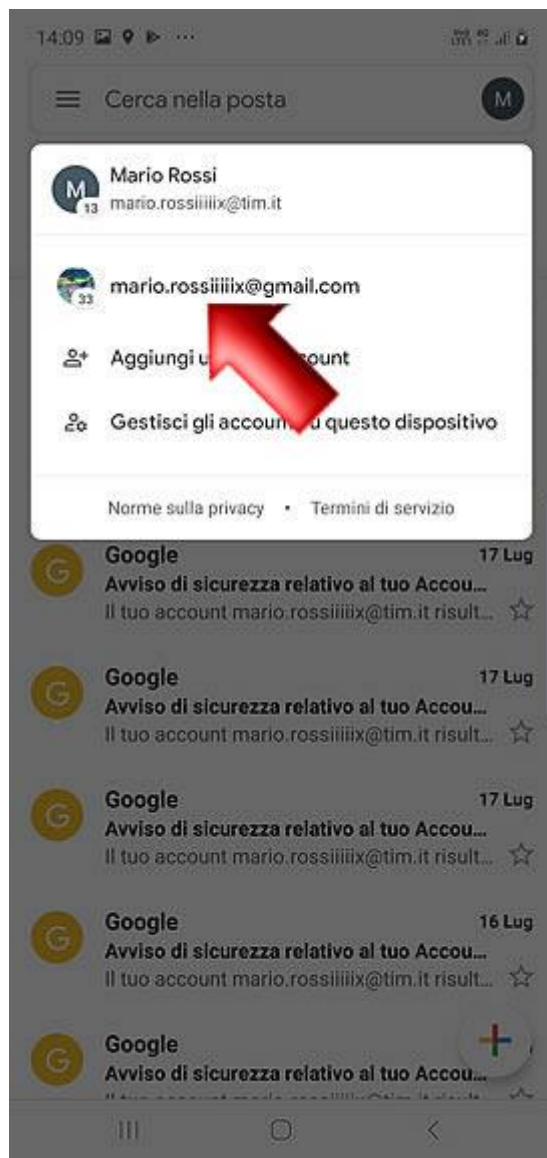 14:09
Cerca nella posta
M
M
13
Mario Rossi
mario.rossiiiiix@tim.it
33
mario.rossiiiiix@gmail.com
Aggiungi
Gestisci gli questo dispositivo
Norme sulla privacy • Termini di servizio
G
Google 17 Lug
Avviso di sicurezza relativo al tuo Accou...
Il tuo account mario.rossiiiiix@tim.it risult...
G
Google 17 Lug
Avviso di sicurezza relativo al tuo Accou...
Il tuo account mario.rossiiiiix@tim.it risult...
G
Google 17 Lug
Avviso di sicurezza relativo al tuo Accou...
Il tuo account mario.rossiiiiix@tim.it risult...
G
Google 16 Lug
Avviso di sicurezza relativo al tuo Accou...
Il tuo account mario.rossiiiiix@tim.it risult...
G
Google
Avviso di sicurezza relativo al tuo Accou...